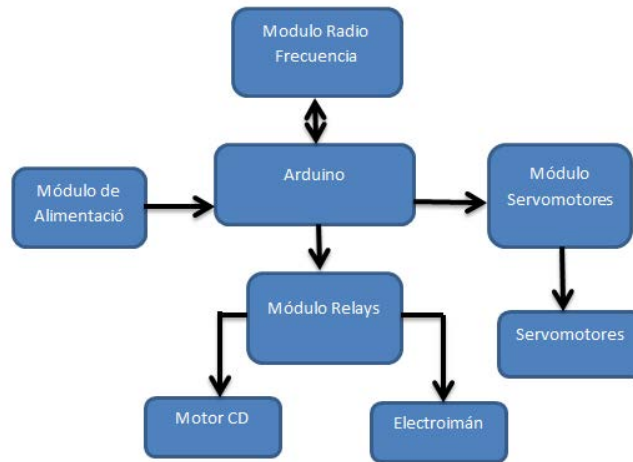 Modulo Radio
Frecuencia
Arduino
Módulo
Servomotores
Módulo de
Alimentació
Módulo Relays
Servomotores
Motor CD
Electroimán